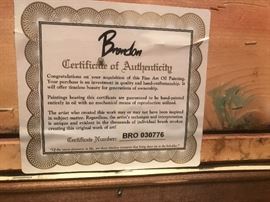 Brandon
Certificate of Authenticity
Congratulations on your acquisition of this Fine Art Oil Painting.
Your purchase is an investment in quality and hand-craftsmanship. It
will offer timeless beauty for generations of ownership.
Paintings bearing this certificate are guaranteed to be hand-painted
entirely in oil with no mechanical means of reproduction utilized.
The artist who created this work may or may not have been inspired
in subject matter. Regardless, the artist's technique and interpretation
is unique and evident in the thousands of individual brush strokes
creating this original work of art!
Certificate Number: BRO 030776